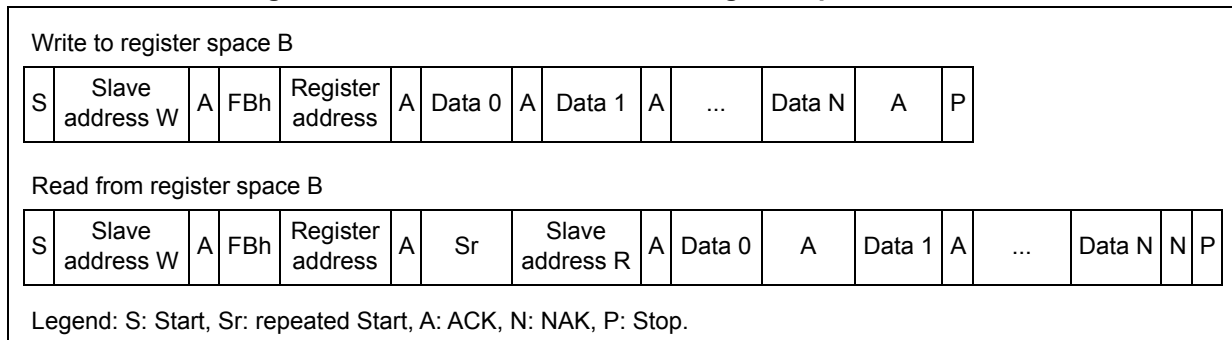 Write to register space B
S Slave address W A FBh Register address A Data 0 A Data 1 A ... Data N A P
Read from register space B
S Slave address W A FBh Register address A Sr Slave address R A Data 0 A Data 1 A ... Data N N P
Legend: S: Start, Sr: repeated Start, A: ACK, N: NAK, P: Stop.